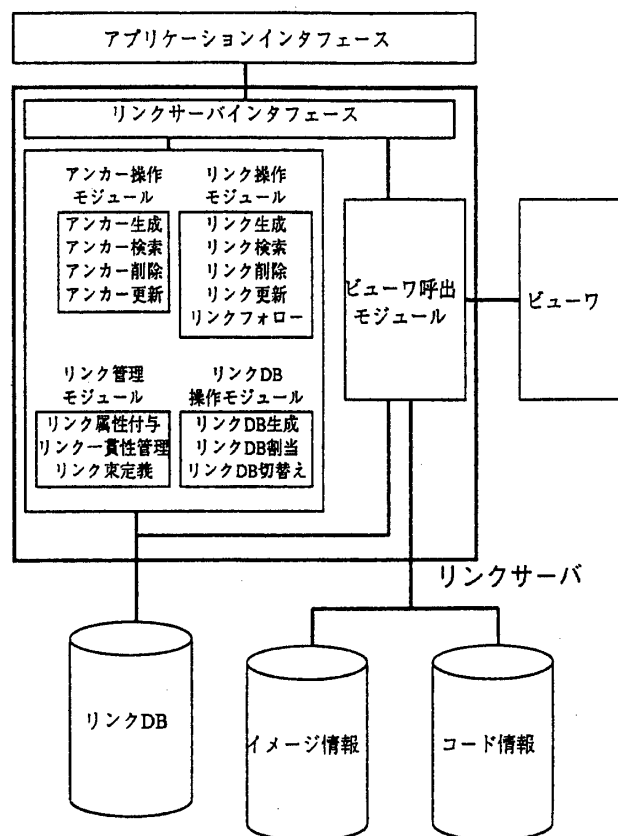 アプリケーションインタフェース
リンクサーバインタフェース
アンカー操作
モジュール
アンカー生成
アンカー検索
アンカー削除
アンカー更新
リンク操作
モジュール
リンク生成
リンク検索
リンク削除
リンク更新
リンクフォロー
リンク管理
モジュール
リンク属性付与
リンク一貫性管理
リンク束定義
リンクDB
操作モジュール
リンクDB生成
リンクDB割当
リンクDB切替え
ビューワ呼出
モジュール
ビューワ
リンクサーバ
リンクDB
イメージ情報
コード情報